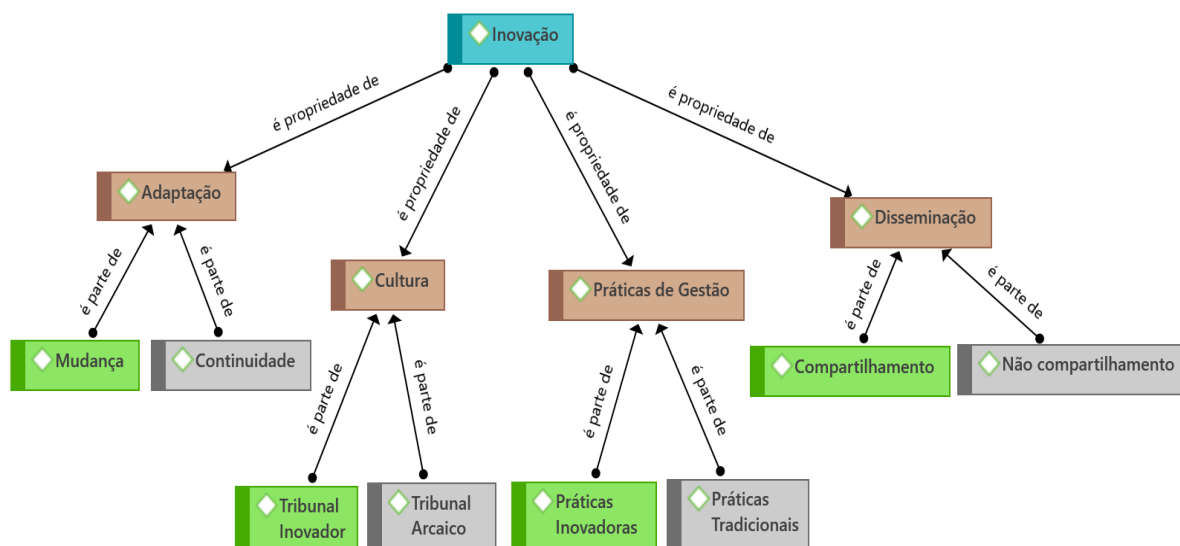 Inovação
é propriedade de
é propriedade de
é propriedade de
é propriedade de
Adaptação
Cultura
Práticas de Gestão
Disseminação
é parte de
é parte de
é parte de
é parte de
é parte de
é parte de
é parte de
é parte de
Mudança
Continuidade
Compartilhamento
Não compartilhamento
Tribunal
Inovador
Tribunal
Arcaico
Práticas
Inovadoras
Práticas
Tradicionais